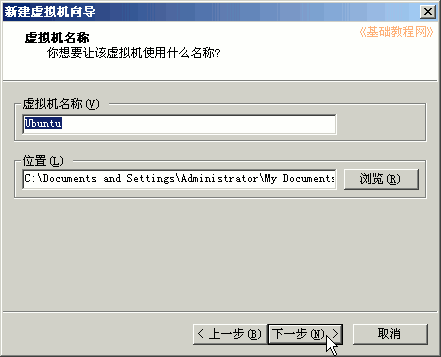 新建虚拟机向导
《基础教程网》
虚拟机名称
你想要让该虚拟机使用什么名称?
虚拟机名称(V)
Ubuntu
位置(L)
C:\Documents and Settings\Administrator\My Documents
浏览(R)
< 上一步(B)
下一步(N) >
取消